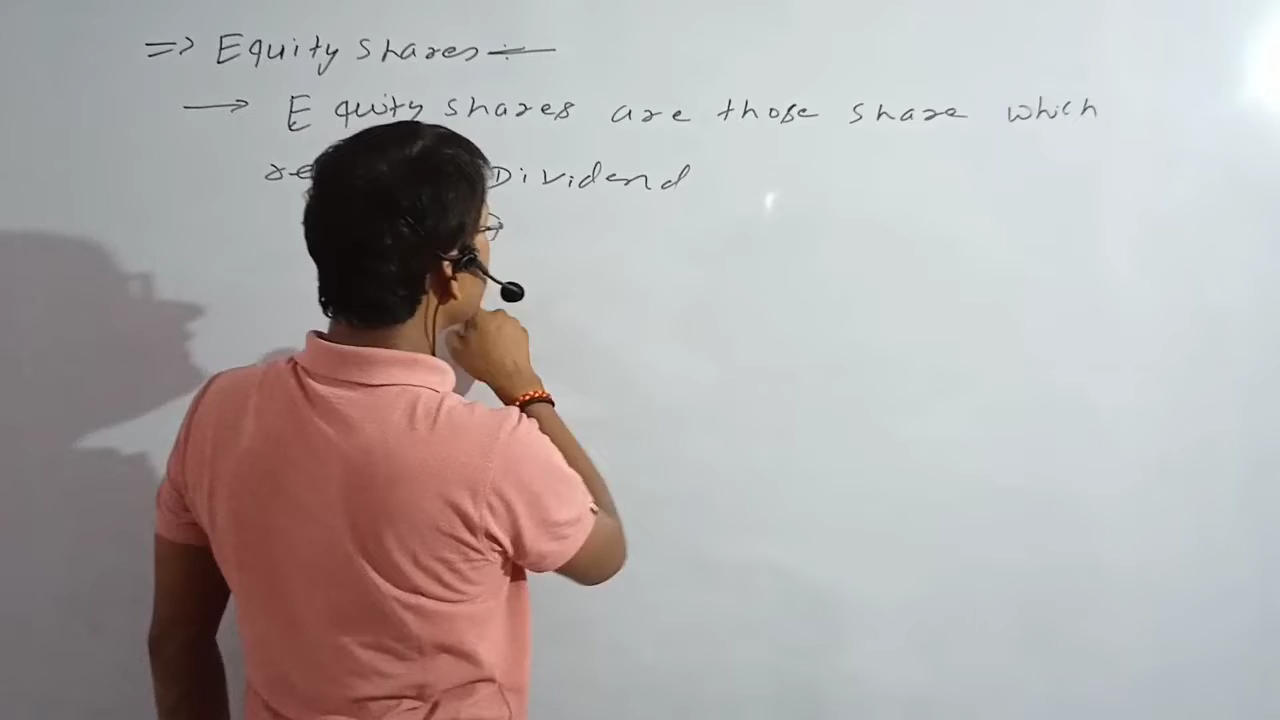 => Equity shares
→ Equity shares are those share which
Dividend